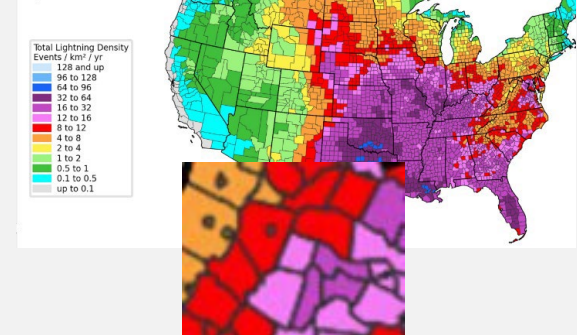 Total Lightning Density
Events / km² / yr
128 and up
96 to 128
64 to 96
32 to 64
16 to 32
12 to 16
8 to 12
4 to 8
2 to 4
1 to 2
0.5 to 1
0.1 to 0.5
up to 0.1